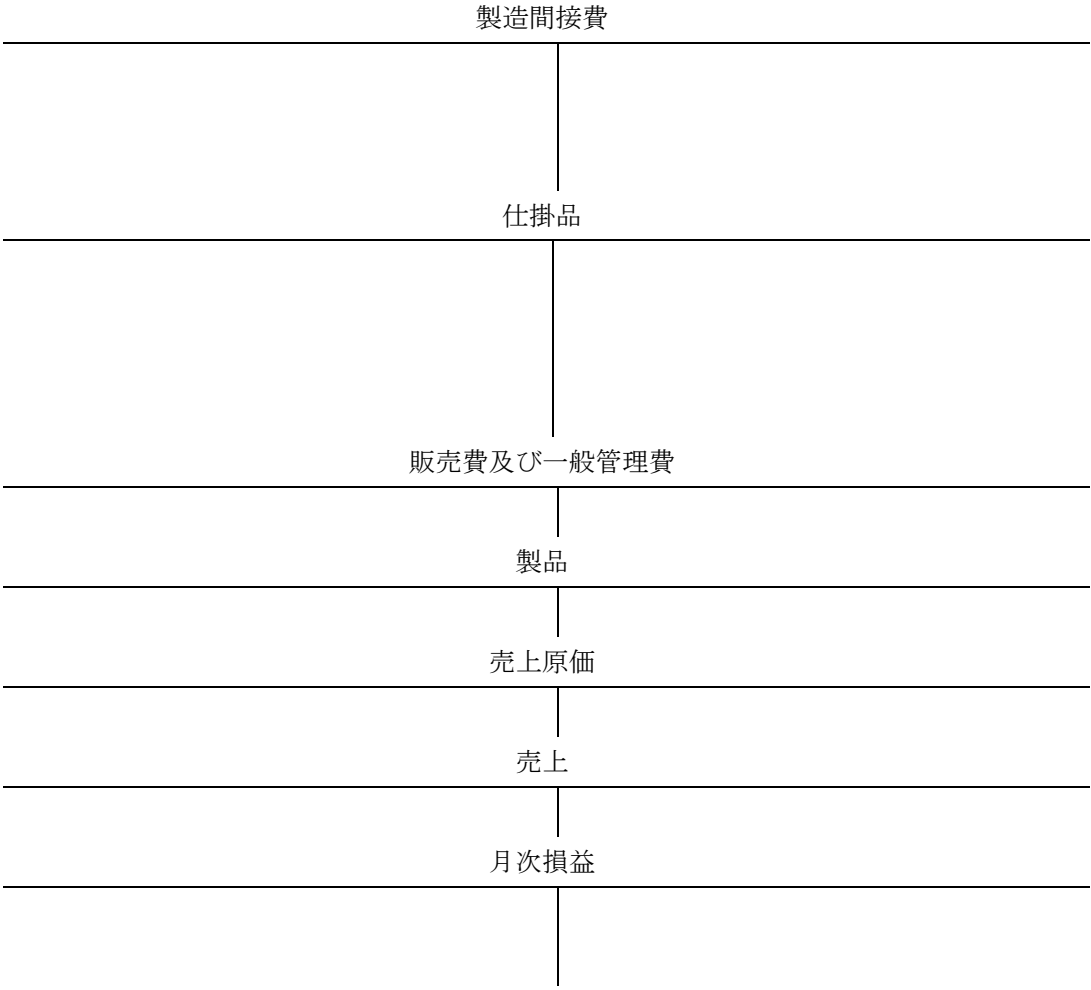 製造間接費
仕掛品
販売費及び一般管理費
製品
売上原価
売上
月次損益